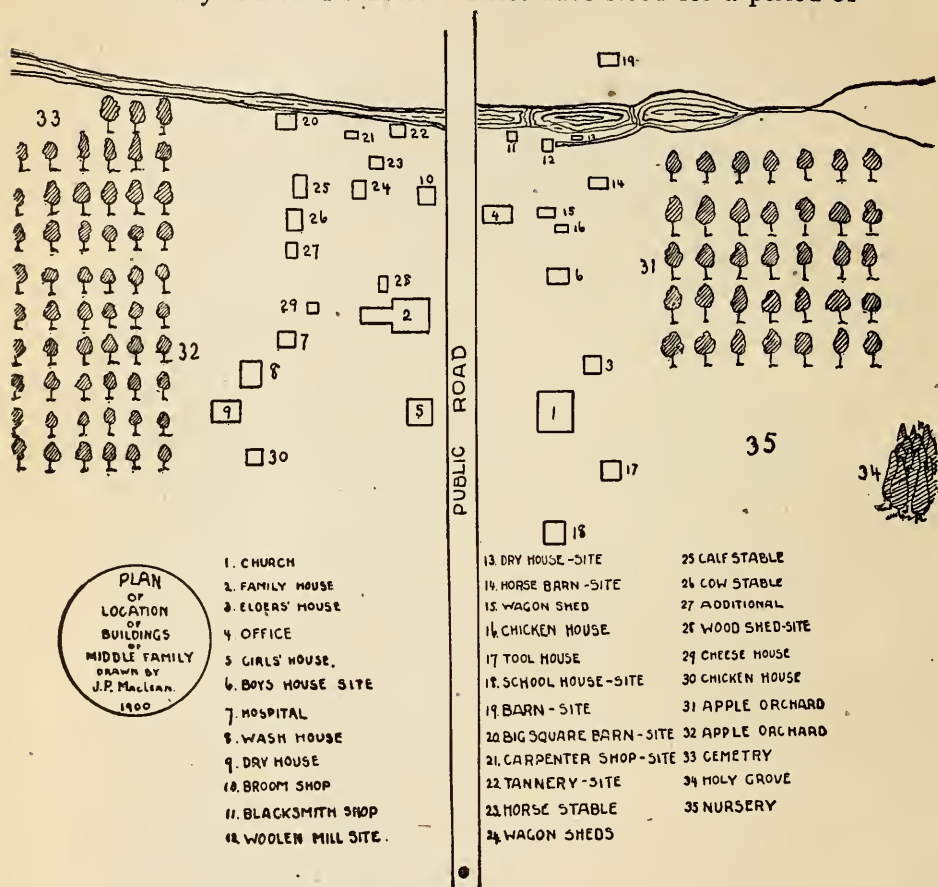 have stood for a period of
19
33
20
21
22
11
12
13
23
10
14
25
24
4
15
16
26
27
31
6
28
29
2
7
32
3
8
9
5
1
35
30
17
34
PUBLIC ROAD
18
PLAN
OF
LOCATION
OF
BUILDINGS
OF
MIDDLE FAMILY
DRAWN BY
J.P. MacLean.
1900
1. CHURCH
2. FAMILY HOUSE
3. ELDERS' HOUSE
4 OFFICE
5 GIRLS' HOUSE.
6. BOYS HOUSE SITE
7. HOSPITAL
8. WASH HOUSE
9. DRY HOUSE
10. BROOM SHOP
11. BLACKSMITH SHOP
12 WOOLEN MILL SITE.
13. DRY HOUSE-SITE
14. HORSE BARN-SITE
15. WAGON SHED
16. CHICKEN HOUSE
17 TOOL HOUSE
18. SCHOOL HOUSE-SITE
19. BARN-SITE
20 BIG SQUARE BARN-SITE
21. CARPENTER SHOP-SITE
22 TANNERY-SITE
23 HORSE STABLE
24 WAGON SHEDS
25 CALF STABLE
26 COW STABLE
27 ADDITIONAL
28 WOOD SHED-SITE
29 CHEESE HOUSE
30 CHICKEN HOUSE
31 APPLE ORCHARD
32 APPLE ORCHARD
33 CEMETRY
34 HOLY GROVE
35 NURSERY